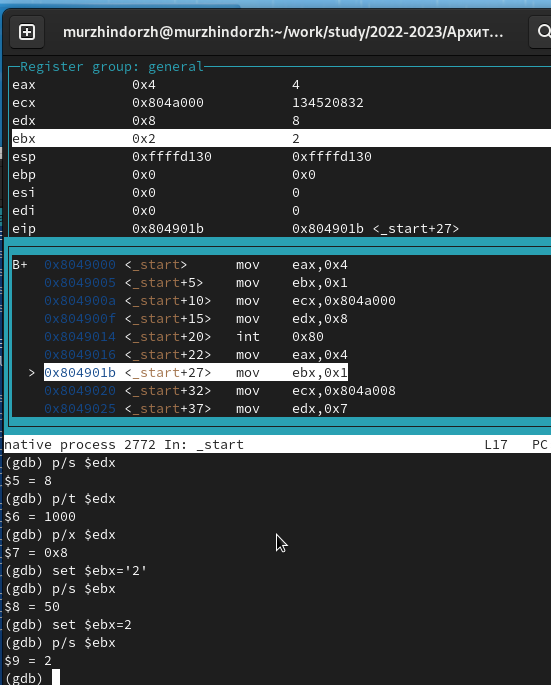 murzhindorzh@murzhindorzh:~/work/study/2022-2023/Архит...
Register group: general
eax 0x4 4
ecx 0x804a000 134520832
edx 0x8 8
ebx 0x2 2
esp 0xffffd130 0xffffd130
ebp 0x0 0x0
esi 0x0 0
edi 0x0 0
eip 0x804901b 0x804901b <_start+27>
B+ 0x8049000 <_start> mov eax,0x4
0x8049005 <_start+5> mov ebx,0x1
0x804900a <_start+10> mov ecx,0x804a000
0x804900f <_start+15> mov edx,0x8
0x8049014 <_start+20> int 0x80
0x8049016 <_start+22> mov eax,0x4
> 0x804901b <_start+27> mov ebx,0x1
0x8049020 <_start+32> mov ecx,0x804a008
0x8049025 <_start+37> mov edx,0x7
native process 2772 In: _start L17 PC
(gdb) p/s $edx
$5 = 8
(gdb) p/t $edx
$6 = 1000
(gdb) p/x $edx
$7 = 0x8
(gdb) set $ebx='2'
(gdb) p/s $ebx
$8 = 50
(gdb) set $ebx=2
(gdb) p/s $ebx
$9 = 2
(gdb)